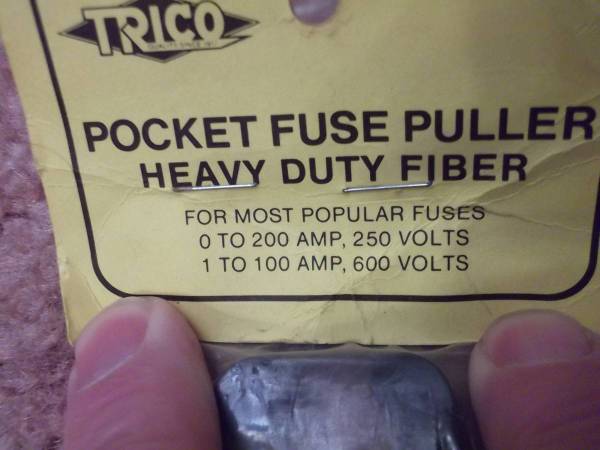 TRICO
POCKET FUSE PULLER
HEAVY DUTY FIBER
FOR MOST POPULAR FUSES
0 TO 200 AMP, 250 VOLTS
1 TO 100 AMP, 600 VOLTS